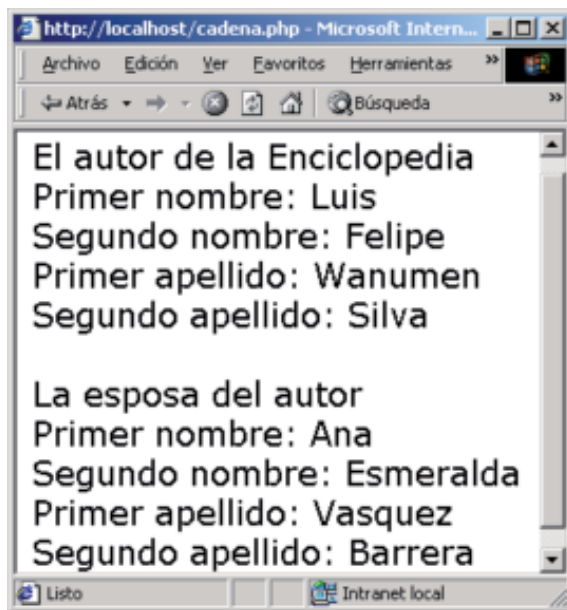 http://localhost/cadena.php - Microsoft Intern...
Archivo Edición Ver Favoritos Herramientas »
Atrás Búsqueda »
El autor de la Enciclopedia
Primer nombre: Luis
Segundo nombre: Felipe
Primer apellido: Wanumen
Segundo apellido: Silva
La esposa del autor
Primer nombre: Ana
Segundo nombre: Esmeralda
Primer apellido: Vasquez
Segundo apellido: Barrera
Listo Intranet local